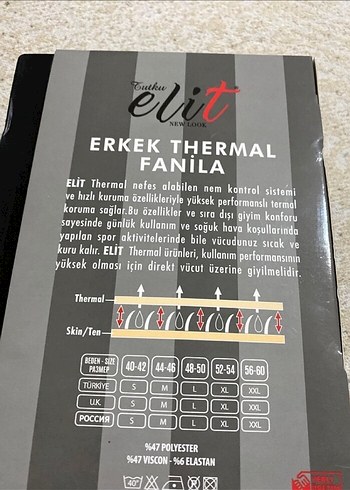 Tutku
elit
NEW LOOK
ERKEK THERMAL
FANİLA
ELİT Thermal nefes alabilen nem kontrol sistemi
ve hızlı kuruma özellikleriyle yüksek performanslı termal
koruma sağlar.Bu özellikler ve sıra dışı giyim konforu
sayesinde günlük kullanım ve soğuk hava koşullarında
yapılan spor aktivitelerinde bile vücudunuz sıcak ve
kuru kalır. ELİT Thermal ürünleri, kullanım performansının
yüksek olması için direkt vücut üzerine giyilmelidir.
Thermal
Skin/Ten
BEDEN - SIZE РАЗМЕР 40-42 44-46 48-50 52-54 56-60
TÜRKİYE S M L XL XXL
U.K S M L XL XXL
РОССИЯ S M L XL XXL
%47 POLYESTER
%47 VISCON - %6 ELASTAN
40°